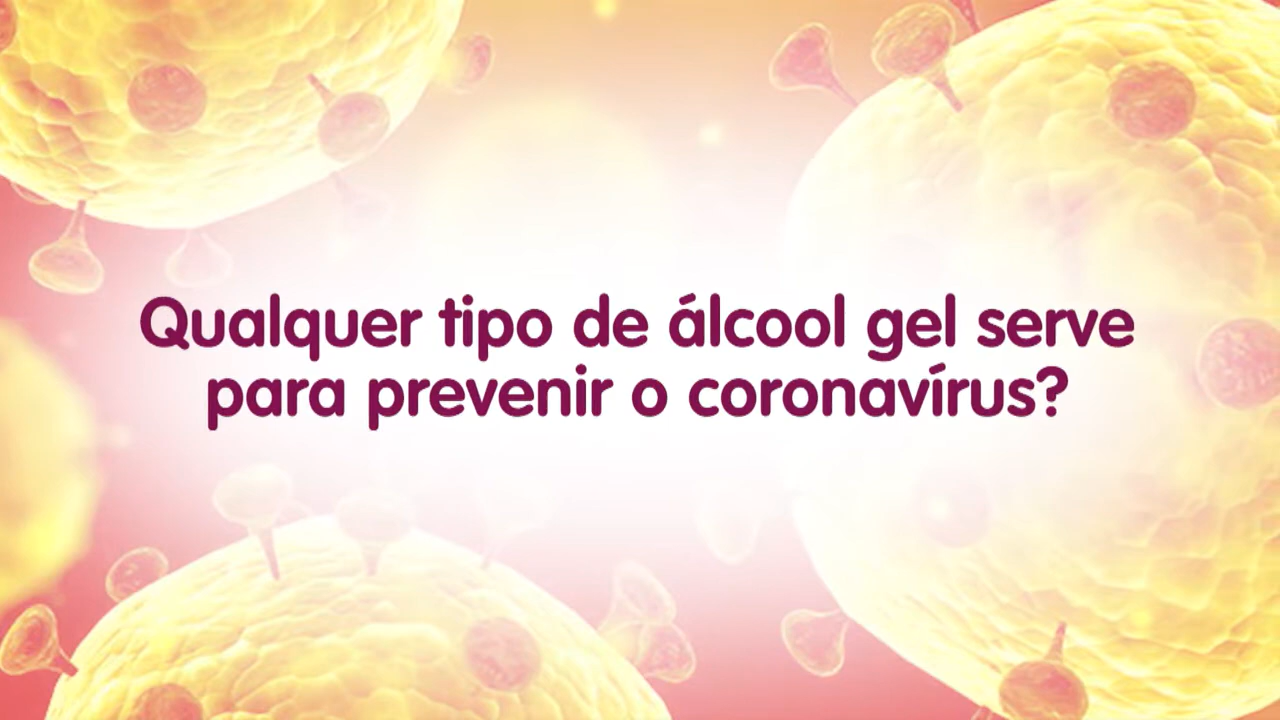 Qualquer tipo de álcool gel serve
para prevenir o coronavírus?